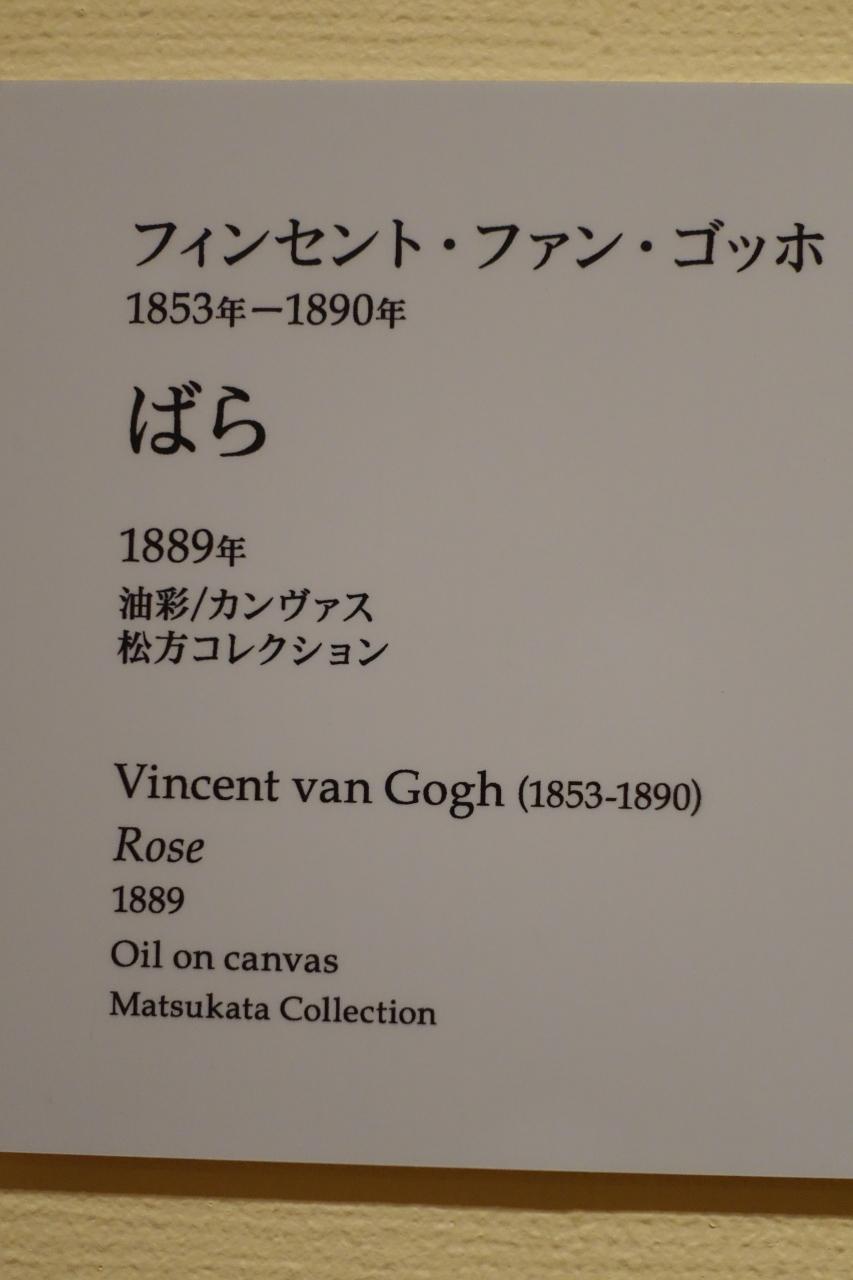 フィンセント・ファン・ゴッホ
1853年－1890年
ばら
1889年
油彩/カンヴァス
松方コレクション
Vincent van Gogh (1853-1890)
Rose
1889
Oil on canvas
Matsukata Collection